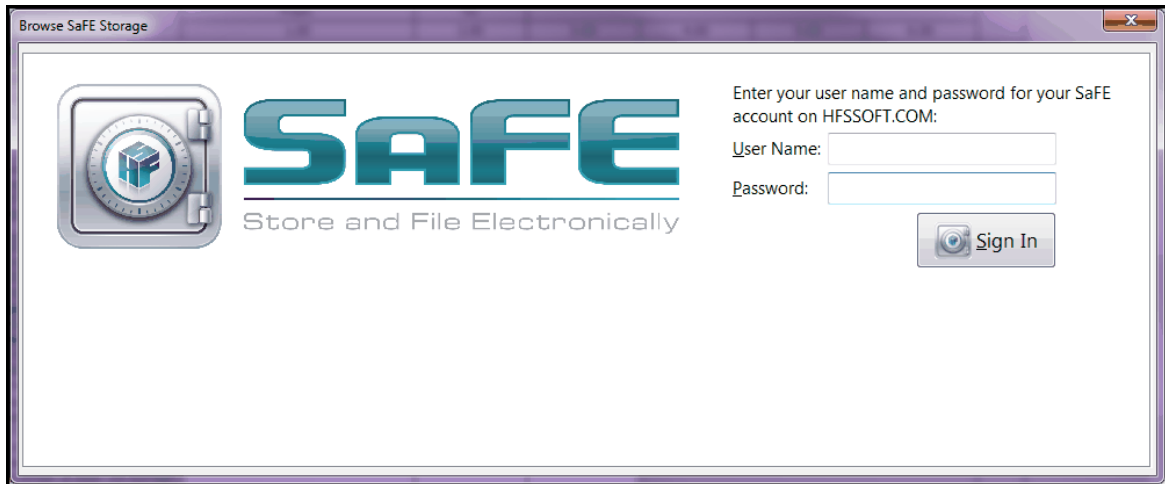 Browse SaFE Storage
SaFE
Store and File Electronically
Enter your user name and password for your SaFE
account on HFSSOFT.COM:
User Name:
Password:
Sign In